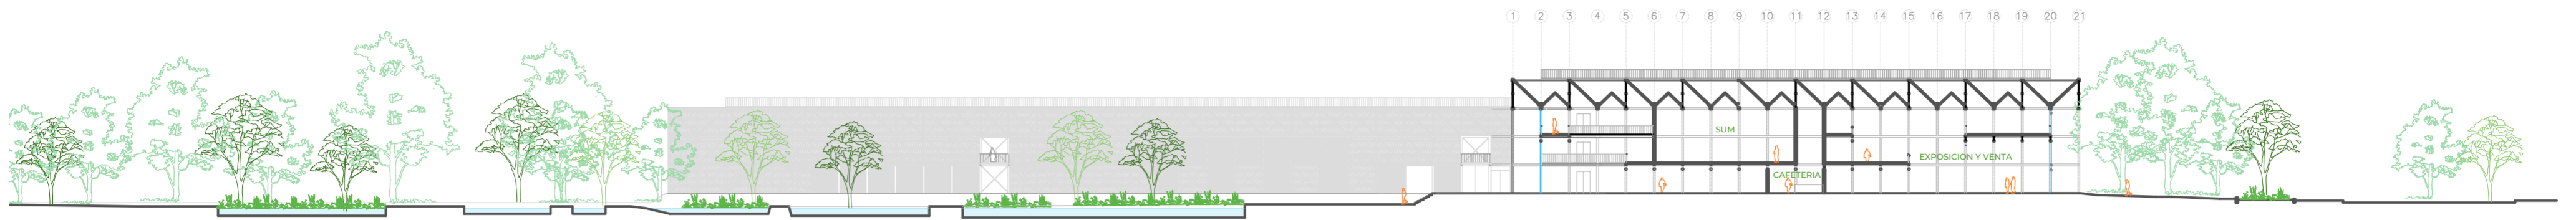 1 2 3 4 5 6 7 8 9 10 11 12 13 14 15 16 17 18 19 20 21
SUM
EXPOSICION Y VENTA
CAFETERIA